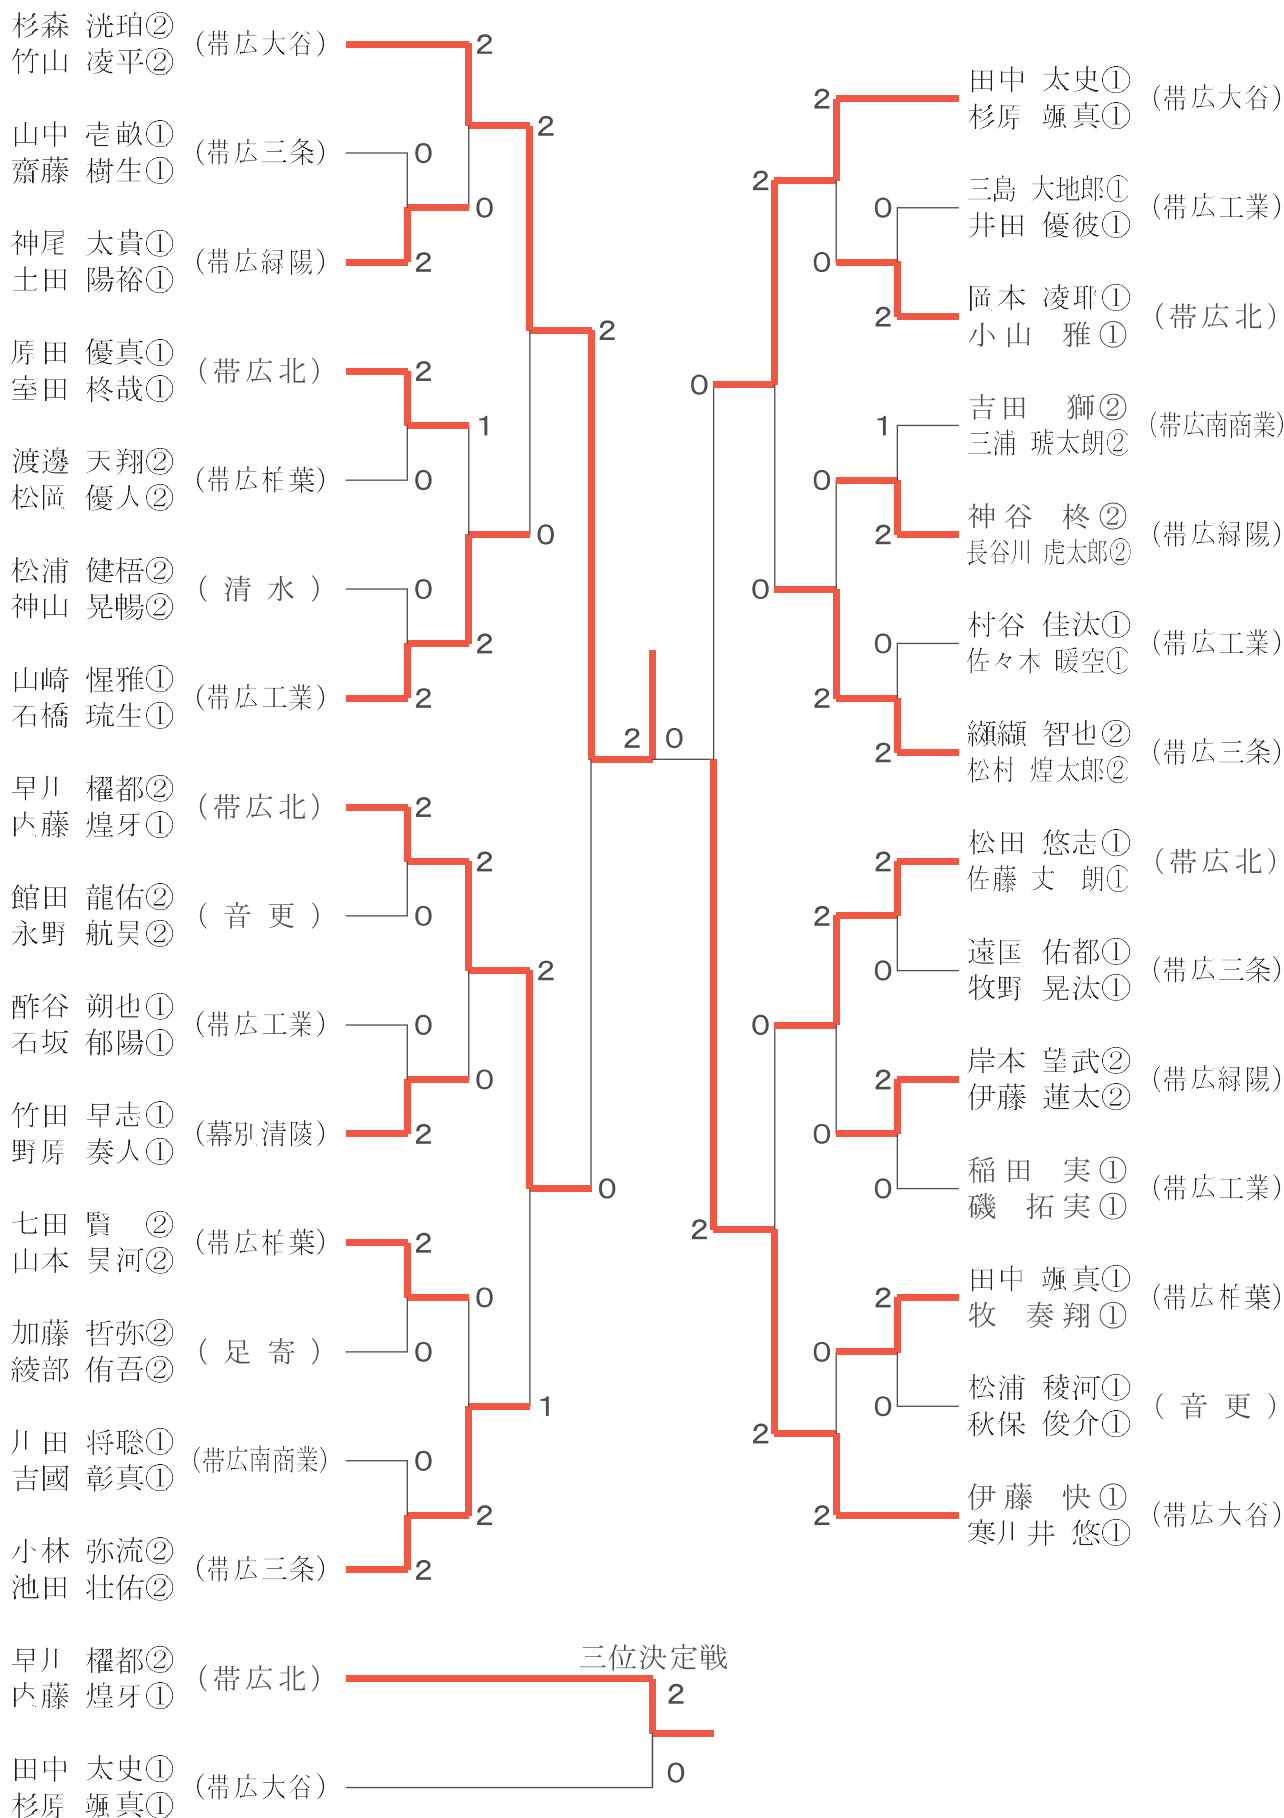 杉森 洸珀②
竹山 凌平②
(帯広大谷)
2
山中 壱畝①
齋藤 樹生①
(帯広三条)
0
2
0
神尾 太貴①
土田 陽裕①
(帯広緑陽)
2
2
原田 優真①
室田 柊哉①
(帯広北)
2
1
渡邊 天翔②
松岡 優人②
(帯広柏葉)
0
0
松浦 健梧②
神山 晃暢②
(清水)
0
2
山崎 惺雅①
石橋 琉生①
(帯広工業)
2
2 0
早川 櫂都②
内藤 煌牙①
(帯広北)
2
2
館田 龍佑②
永野 航昊②
(音更)
0
2
酢谷 朔也①
石坂 郁陽①
(帯広工業)
0
0
竹田 早志①
野原 奏人①
(幕別清陵)
2
0
七田 賢 ②
山本 昊河②
(帯広柏葉)
2
0
加藤 哲弥②
綾部 侑吾②
(足寄)
0
1
川田 将聡①
吉國 彰真①
(帯広南商業)
0
2
小林 弥流②
池田 壮佑②
(帯広三条)
2
2
田中 太史①
杉原 颯真①
(帯広大谷)
2
0
三島 大地郎①
井田 優彼①
(帯広工業)
0
2
岡本 凌耶①
小山 雅①
(帯広北)
0
1
吉田 獅②
三浦 琥太朗②
(帯広南商業)
0
2
神谷 柊②
長谷川 虎太郎②
(帯広緑陽)
0
0
村谷 佳汰①
佐々木 暖空①
(帯広工業)
2
2
纐纈 智也②
松村 煌太郎②
(帯広三条)
2
松田 悠志①
佐藤 丈 朗①
(帯広北)
2
0
遠国 佑都①
牧野 晃汰①
(帯広三条)
0
2
岸本 望武②
伊藤 蓮太②
(帯広緑陽)
0
0
稲田 実①
磯 拓実①
(帯広工業)
2
2
田中 颯真①
牧 奏翔①
(帯広柏葉)
0
0
松浦 稜河①
秋保 俊介①
(音更)
2
2
伊藤 快①
寒川井 悠①
(帯広大谷)
三位決定戦
早川 櫂都②
内藤 煌牙①
(帯広北)
2
田中 太史①
杉原 颯真①
(帯広大谷)
0